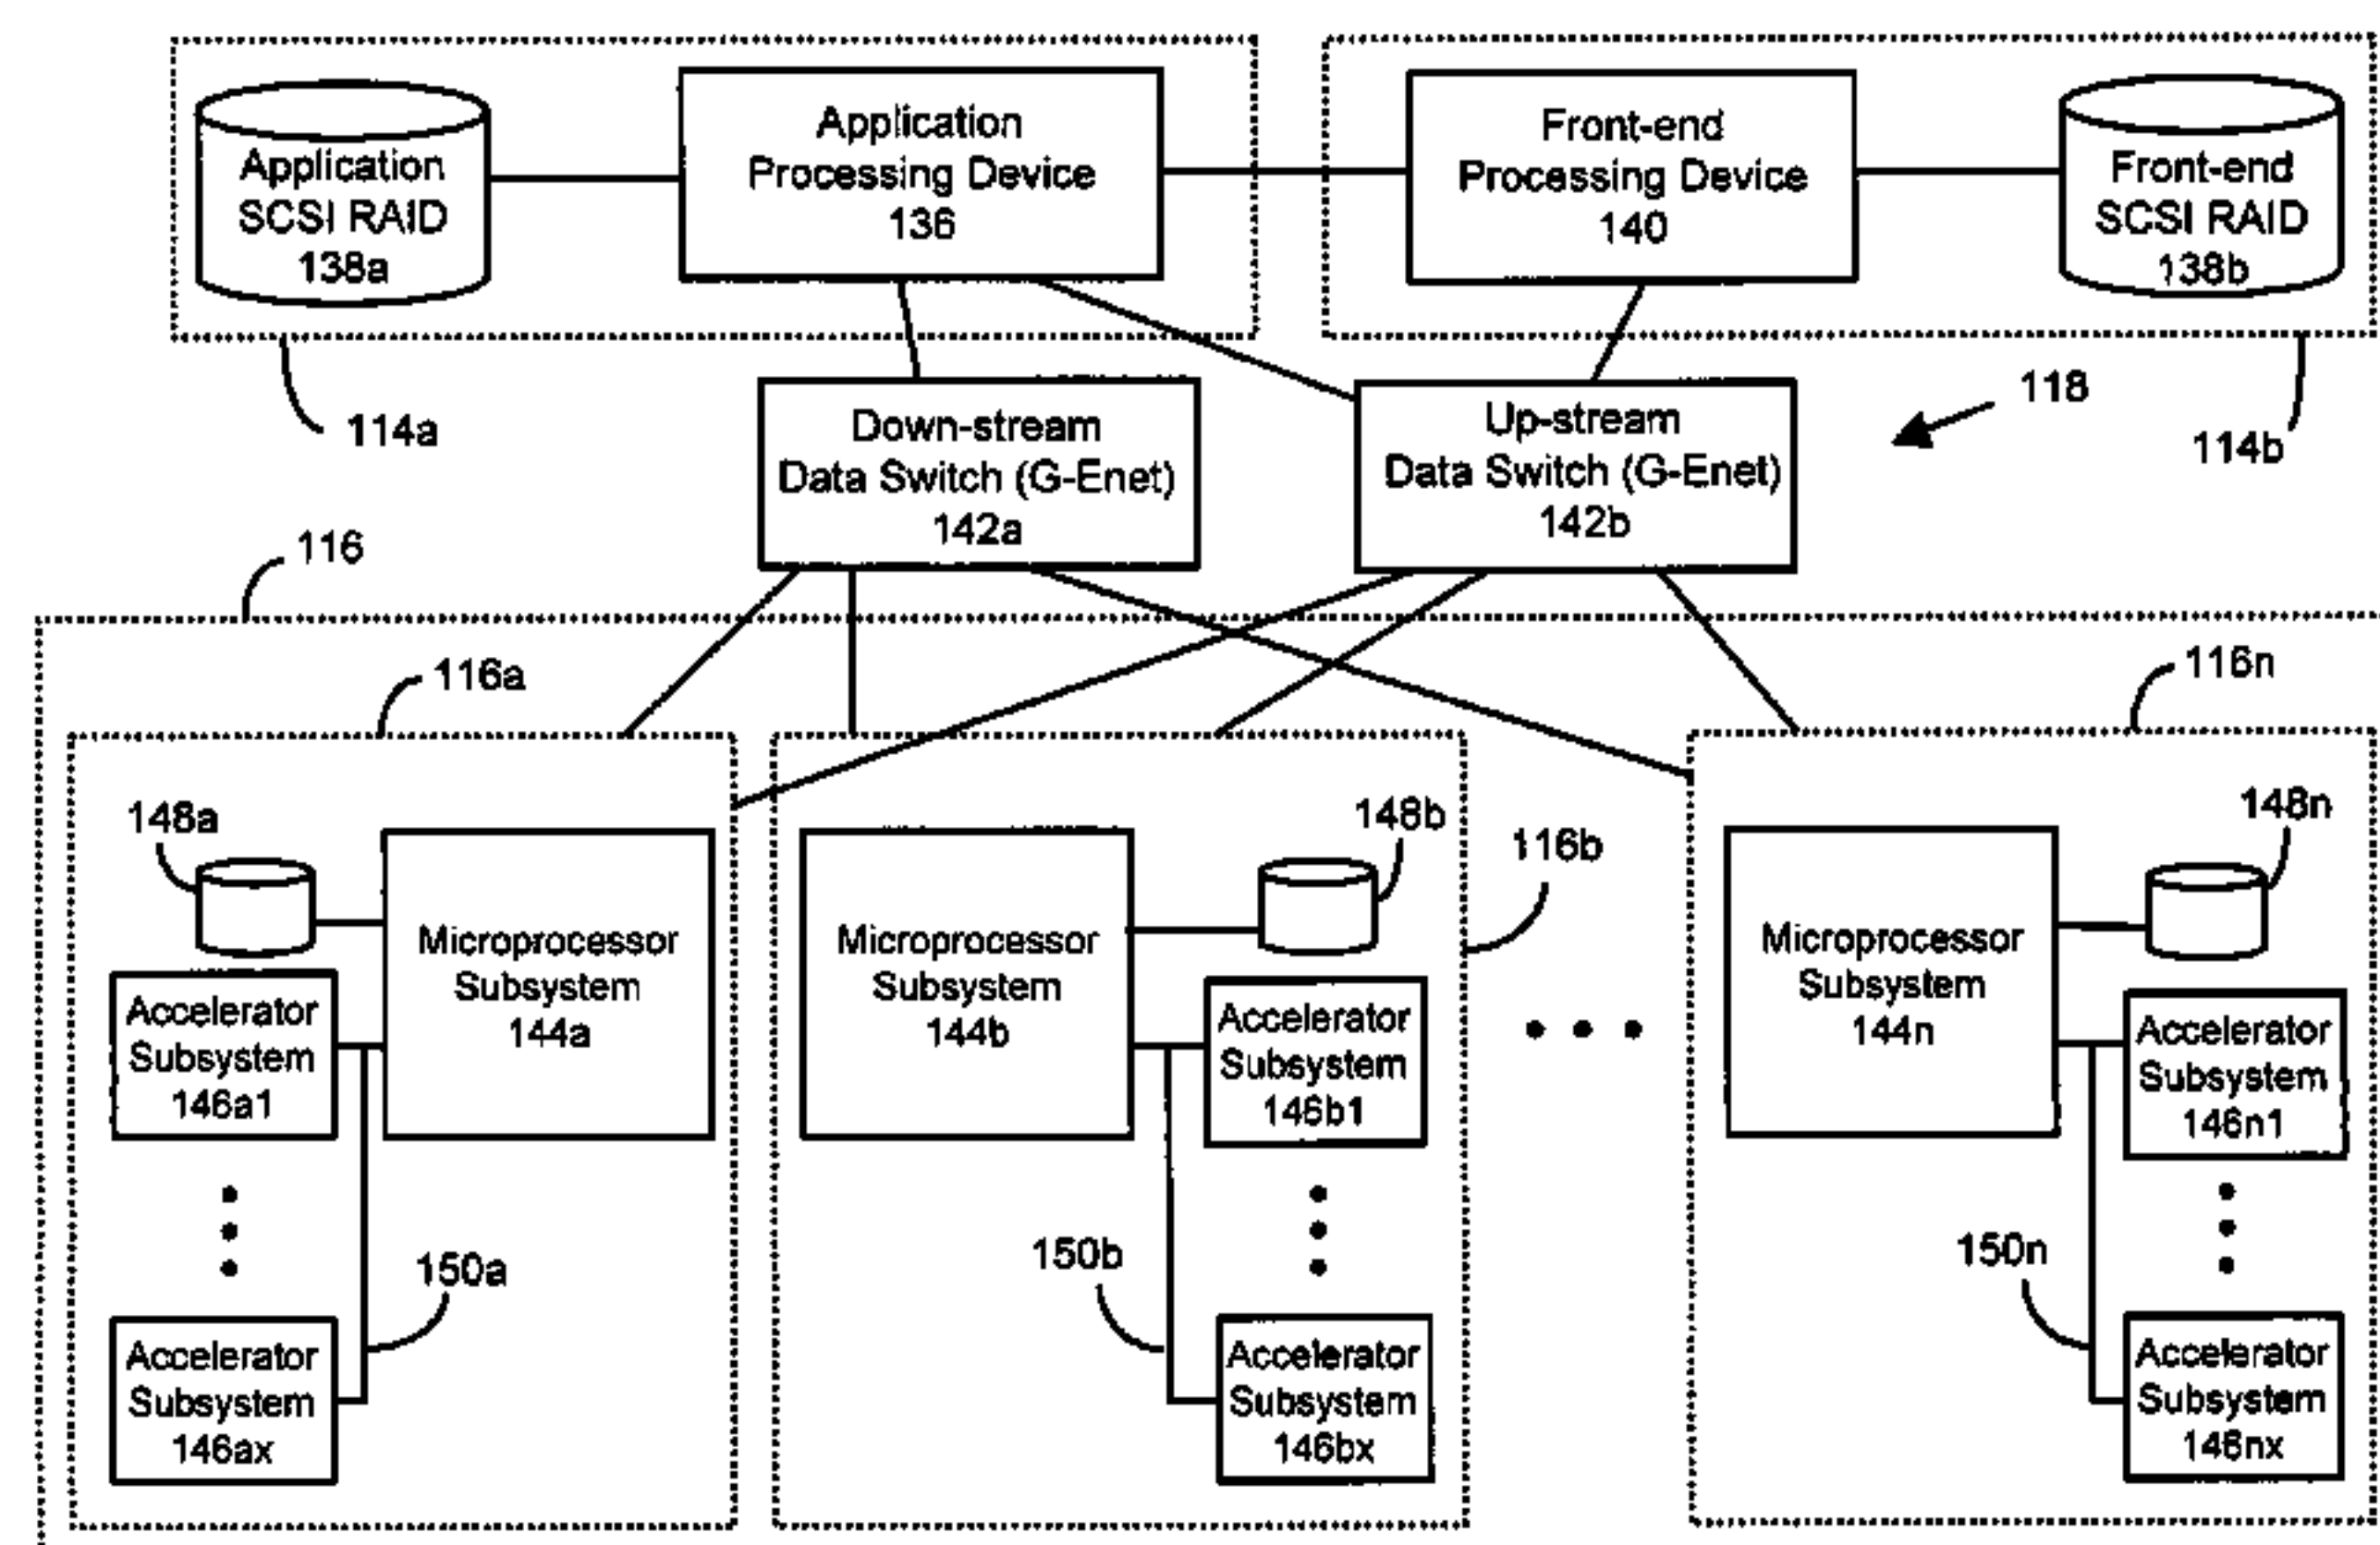 Application
SCSI RAID
138a
Application
Processing Device
136
Front-end
Processing Device
140
Front-end
SCSI RAID
138b
114a
Down-stream
Data Switch (G-Enet)
142a
Up-stream
Data Switch (G-Enet)
142b
118
114b
116
116a
116n
148a
Microprocessor
Subsystem
144a
Accelerator
Subsystem
146a1
150a
Accelerator
Subsystem
146ax
Microprocessor
Subsystem
144b
148b
116b
Accelerator
Subsystem
146b1
150b
Accelerator
Subsystem
146bx
Microprocessor
Subsystem
144n
148n
Accelerator
Subsystem
146n1
150n
Accelerator
Subsystem
146nx